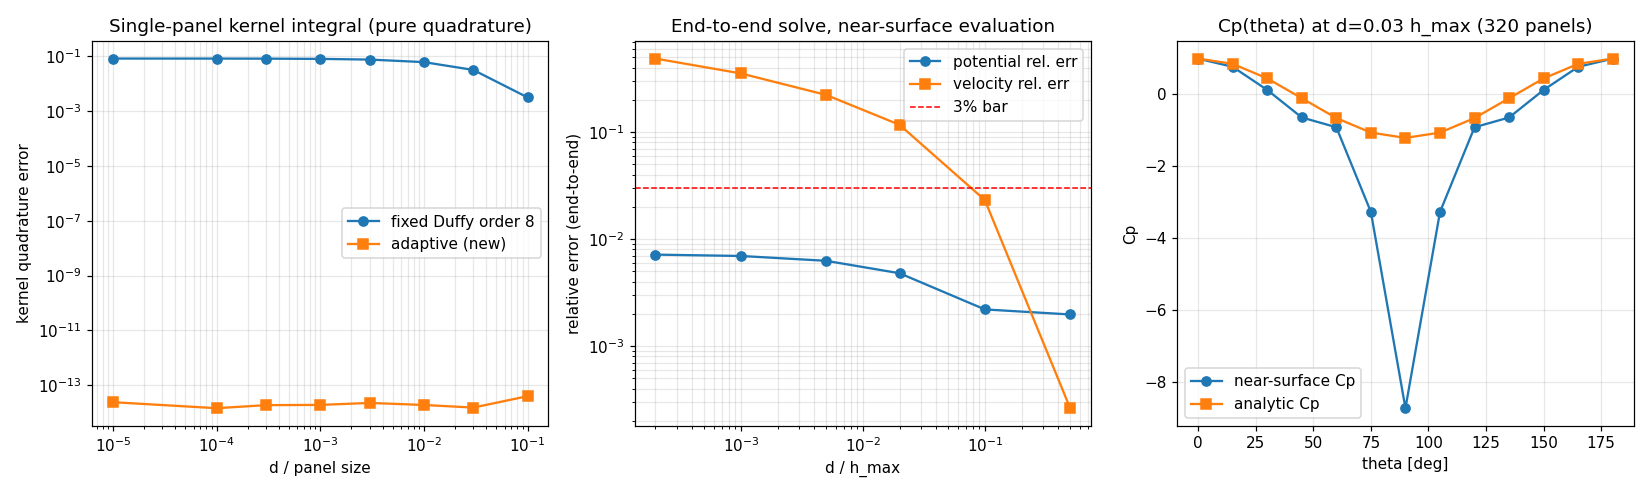 Single-panel kernel integral (pure quadrature)
kernel quadrature error
10⁻¹
10⁻³
10⁻⁵
10⁻⁷
10⁻⁹
10⁻¹¹
10⁻¹³
fixed Duffy order 8
adaptive (new)
10⁻⁵
10⁻⁴
10⁻³
10⁻²
10⁻¹
d / panel size
End-to-end solve, near-surface evaluation
relative error (end-to-end)
10⁻¹
10⁻²
10⁻³
potential rel. err
velocity rel. err
3% bar
10⁻³
10⁻²
10⁻¹
d / h_max
Cp(theta) at d=0.03 h_max (320 panels)
Cp
0
−2
−4
−6
−8
near-surface Cp
analytic Cp
0
25
50
75
100
125
150
175
theta [deg]